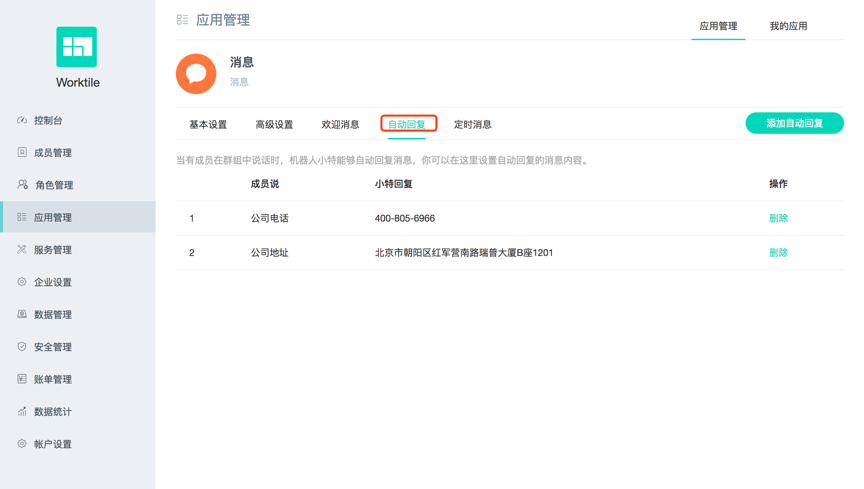 Worktile
控制台
成员管理
角色管理
应用管理
服务管理
企业设置
数据管理
安全管理
账单管理
数据统计
帐户设置
应用管理
应用管理 我的应用
消息
消息
基本设置 高级设置 欢迎消息 自动回复 定时消息 添加自动回复
当有成员在群组中说话时，机器人小特能够自动回复消息，你可以在这里设置自动回复的消息内容。
成员说 小特回复 操作
1 公司电话 400-805-6966 删除
2 公司地址 北京市朝阳区红军营南路瑞普大厦B座1201 删除